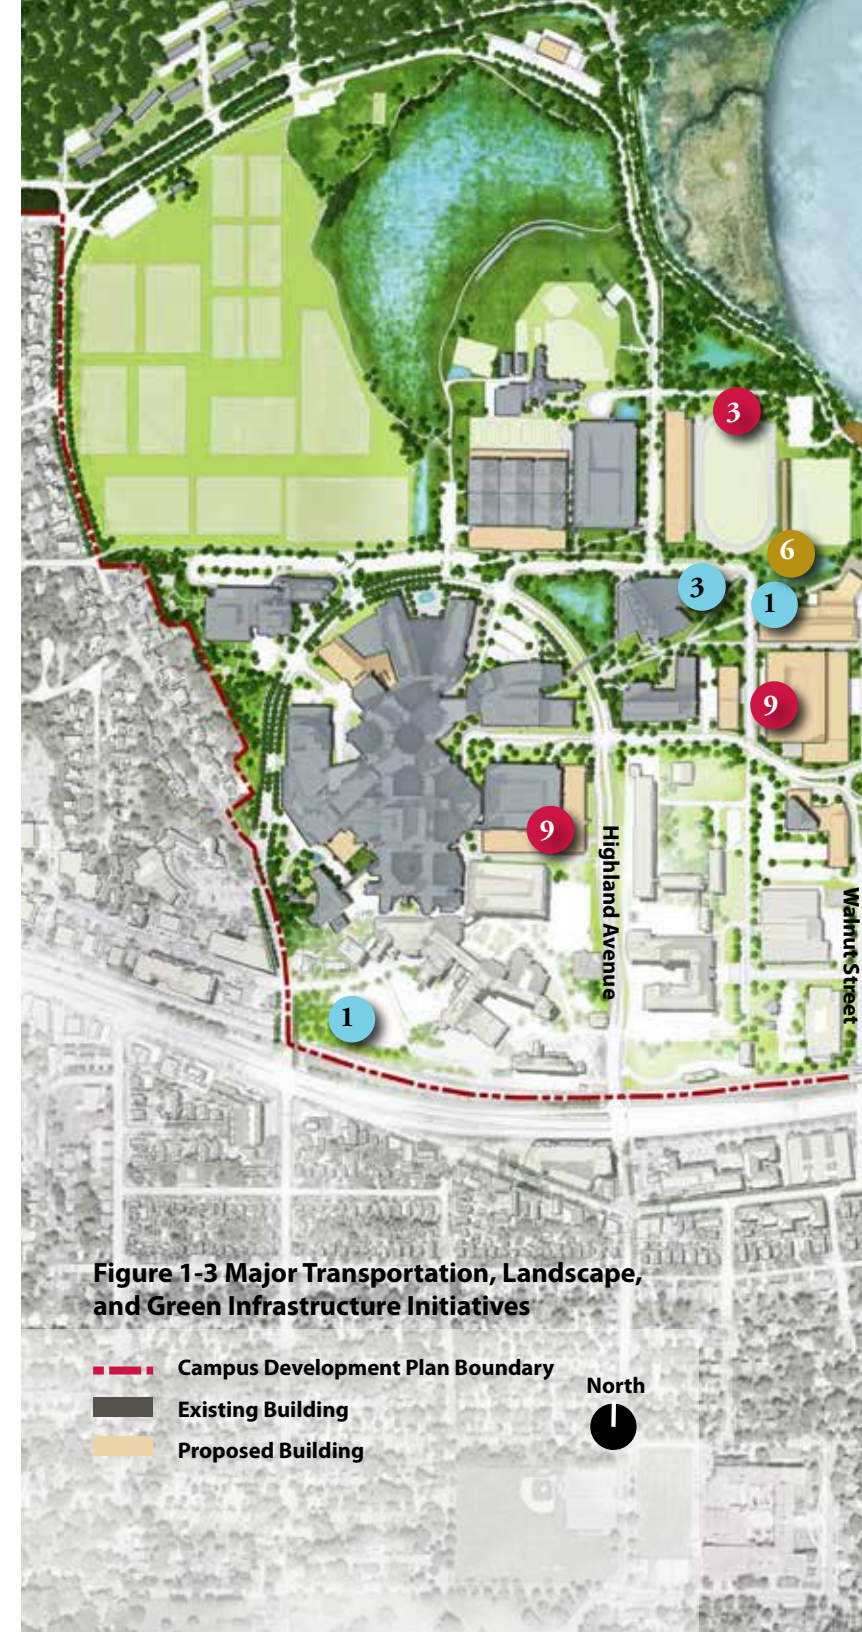 3
6
3
1
9
9
Highland Avenue
Walnut Street
1
Figure 1-3 Major Transportation, Landscape,
and Green Infrastructure Initiatives
Campus Development Plan Boundary
North
Existing Building
Proposed Building